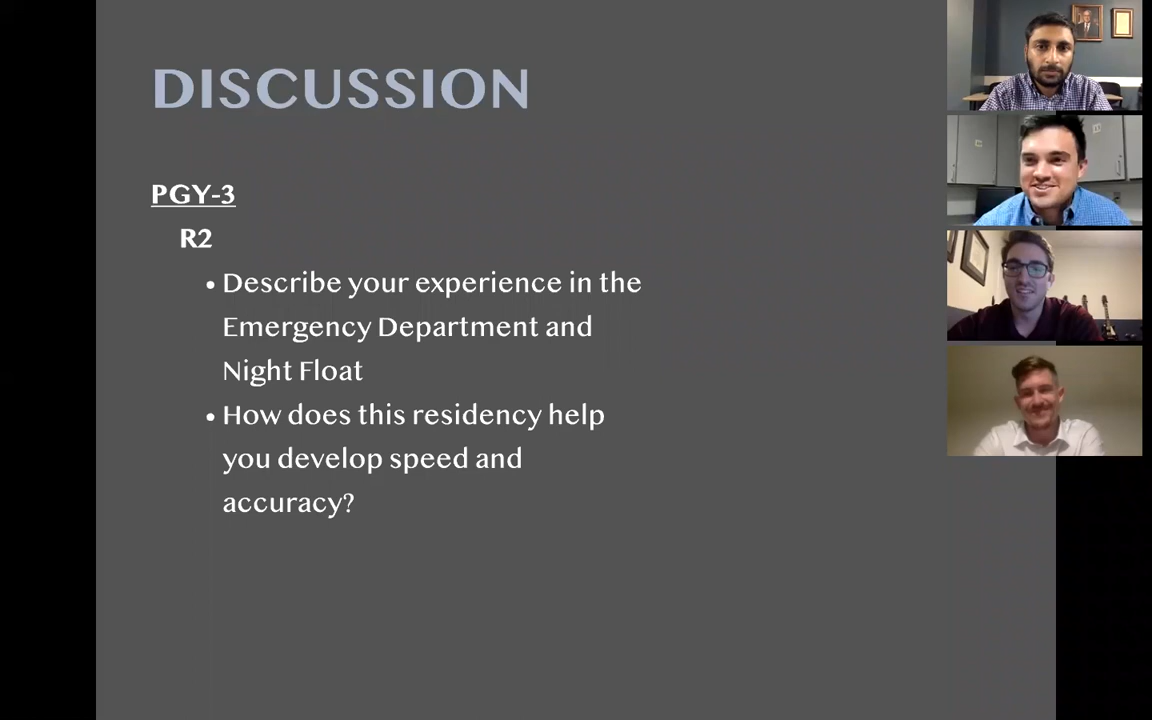 DISCUSSION
PGY-3
R2
• Describe your experience in the
Emergency Department and
Night Float
• How does this residency help
you develop speed and
accuracy?